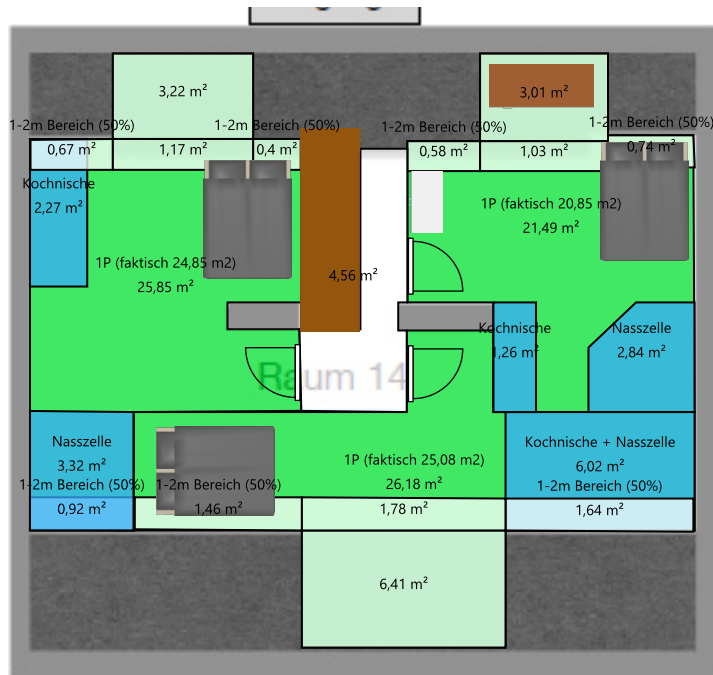 3,22 m²
3,01 m²
1-2m Bereich (50%)
1-2m Bereich (50%)
1-2m Bereich (50%)
1-2m Bereich (50%)
0,67 m²
1,17 m²
0,4 m²
0,58 m²
1,03 m²
0,74 m²
Kochnische
2,27 m²
1P (faktisch 24,85 m2)
25,85 m²
4,56 m²
1P (faktisch 20,85 m2)
21,49 m²
Kochnische
1,26 m²
Nasszelle
2,84 m²
Raum 14
Nasszelle
3,32 m²
1-2m Bereich (50%)
0,92 m²
1-2m Bereich (50%)
1,46 m²
1P (faktisch 25,08 m2)
26,18 m²
1,78 m²
Kochnische + Nasszelle
6,02 m²
1-2m Bereich (50%)
1,64 m²
6,41 m²